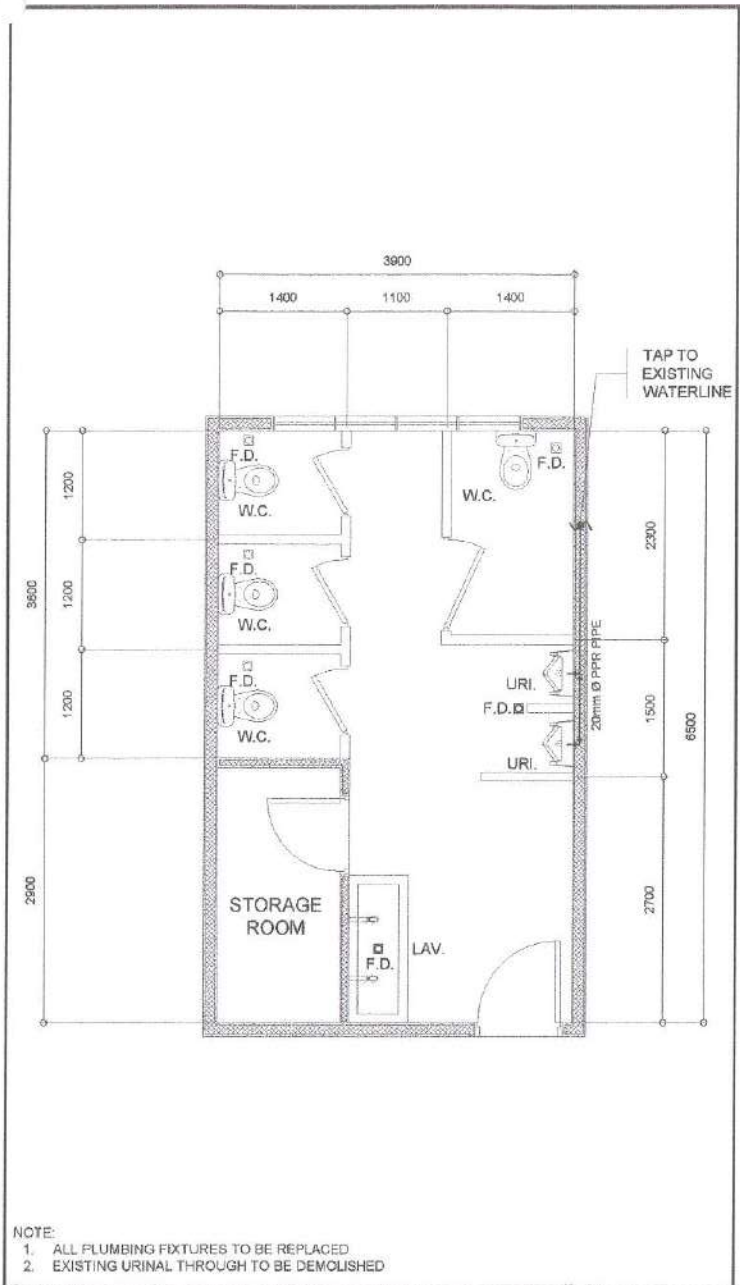 3900
1400 1100 1400
TAP TO
EXISTING
WATERLINE
F.D.
W.C.
F.D.
W.C.
1200
3600
2300
F.D.
W.C.
1200
F.D.
W.C.
1200
URI.
F.D.
URI.
20mm Ø PPR PIPE
1500
6500
2900
STORAGE
ROOM
F.D.
LAV.
2700
NOTE:
1. ALL PLUMBING FIXTURES TO BE REPLACED
2. EXISTING URINAL THROUGH TO BE DEMOLISHED